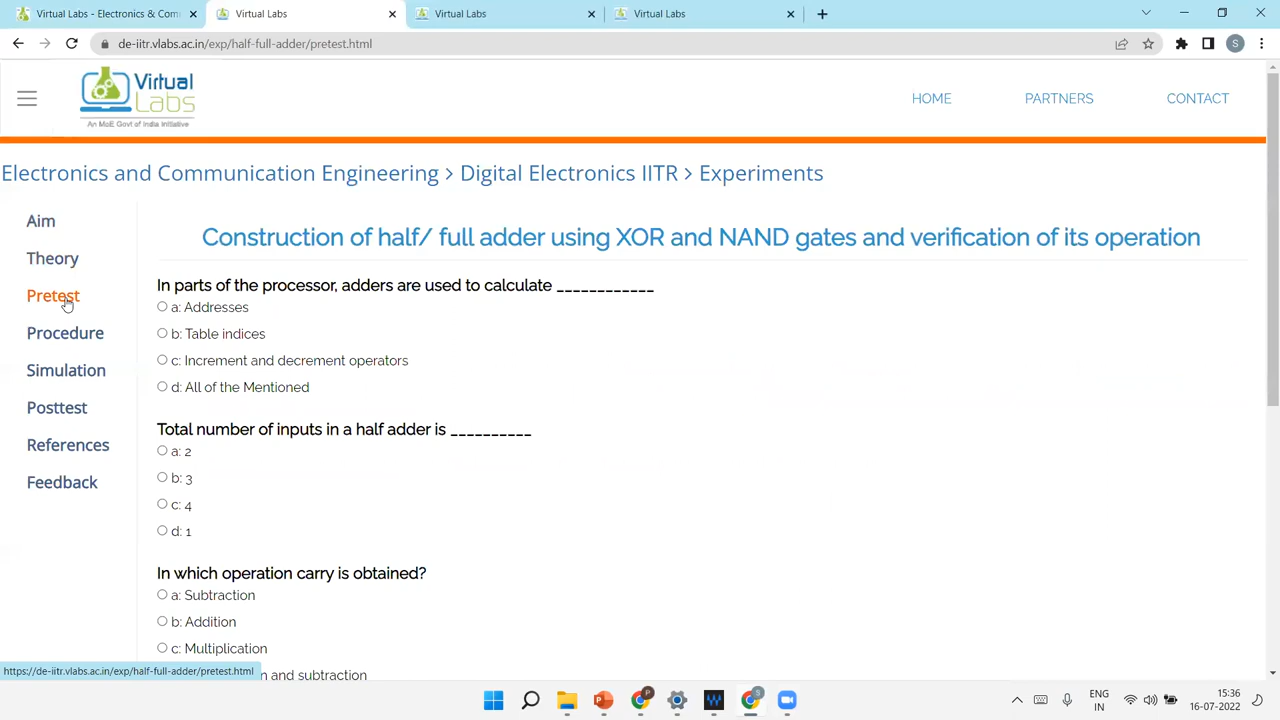 Virtual Labs - Electronics & Com
Virtual Labs
Virtual Labs
Virtual Labs
de-iitr.vlabs.ac.in/exp/half-full-adder/pretest.html
S
Virtual Labs
An MoE Govt of India Initiative
HOME
PARTNERS
CONTACT
Electronics and Communication Engineering > Digital Electronics IITR > Experiments
Aim
Theory
Pretest
Procedure
Simulation
Posttest
References
Feedback
Construction of half/ full adder using XOR and NAND gates and verification of its operation
In parts of the processor, adders are used to calculate ____________
a: Addresses
b: Table indices
c: Increment and decrement operators
d: All of the Mentioned
Total number of inputs in a half adder is __________
a: 2
b: 3
c: 4
d: 1
In which operation carry is obtained?
a: Subtraction
b: Addition
c: Multiplication
n and subtraction
https://de-iitr.vlabs.ac.in/exp/half-full-adder/pretest.html
ENG
IN
15:36
16-07-2022